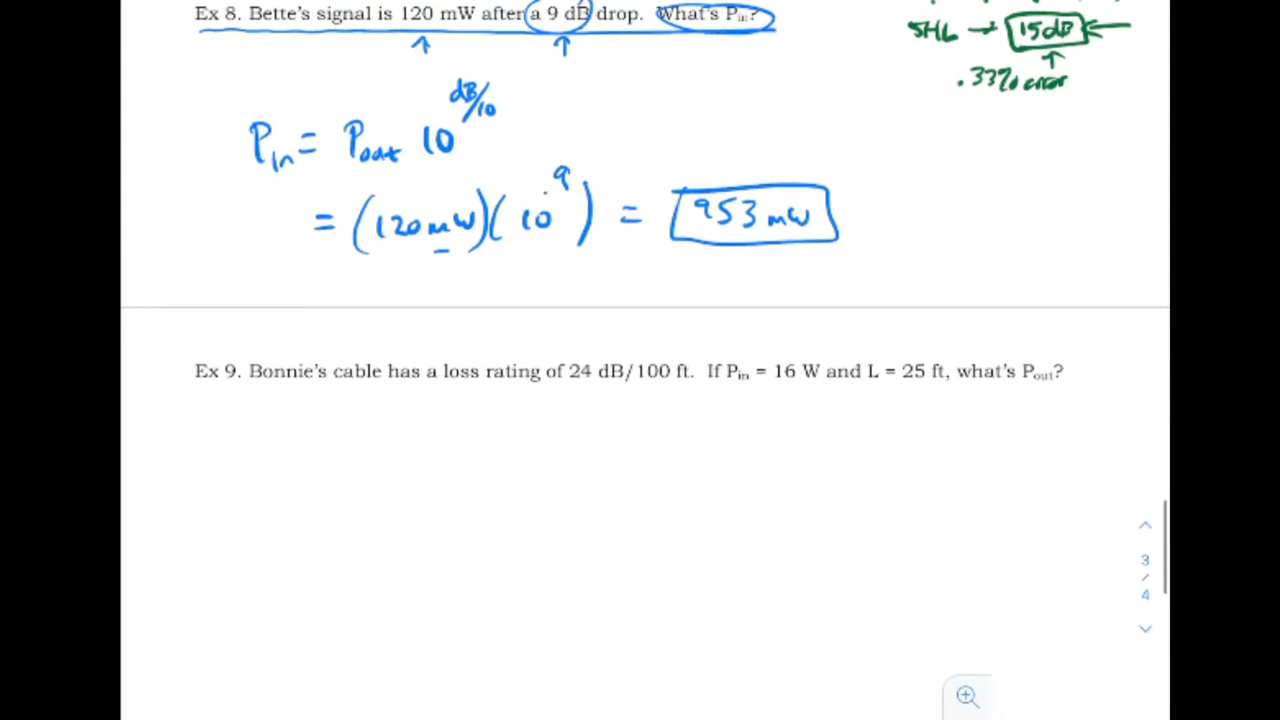 Ex 8. Bette's signal is 120 mW after a 9 dB drop. What's Pin?
SHL → 15dB
.33% error
Pin = Pout 10^dB/10
= (120mW)(10^.9) = 953 mW
Ex 9. Bonnie's cable has a loss rating of 24 dB/100 ft. If Pin = 16 W and L = 25 ft, what's Pout?
3
/
4